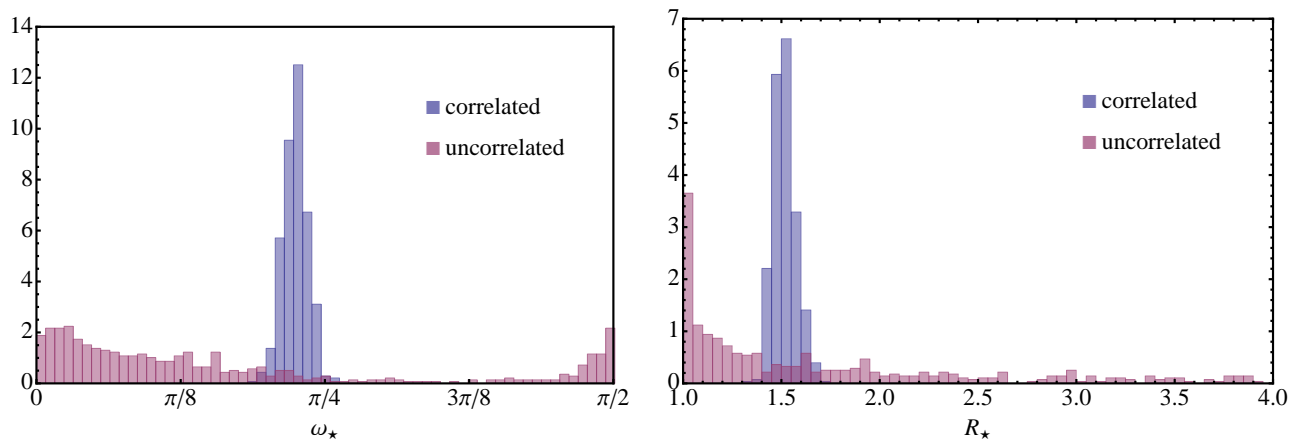 14
12
10
8
6
4
2
0
correlated
uncorrelated
0 π/8 π/4 3π/8 π/2
ω⋆
7
6
5
4
3
2
1
0
correlated
uncorrelated
1.0 1.5 2.0 2.5 3.0 3.5 4.0
R⋆